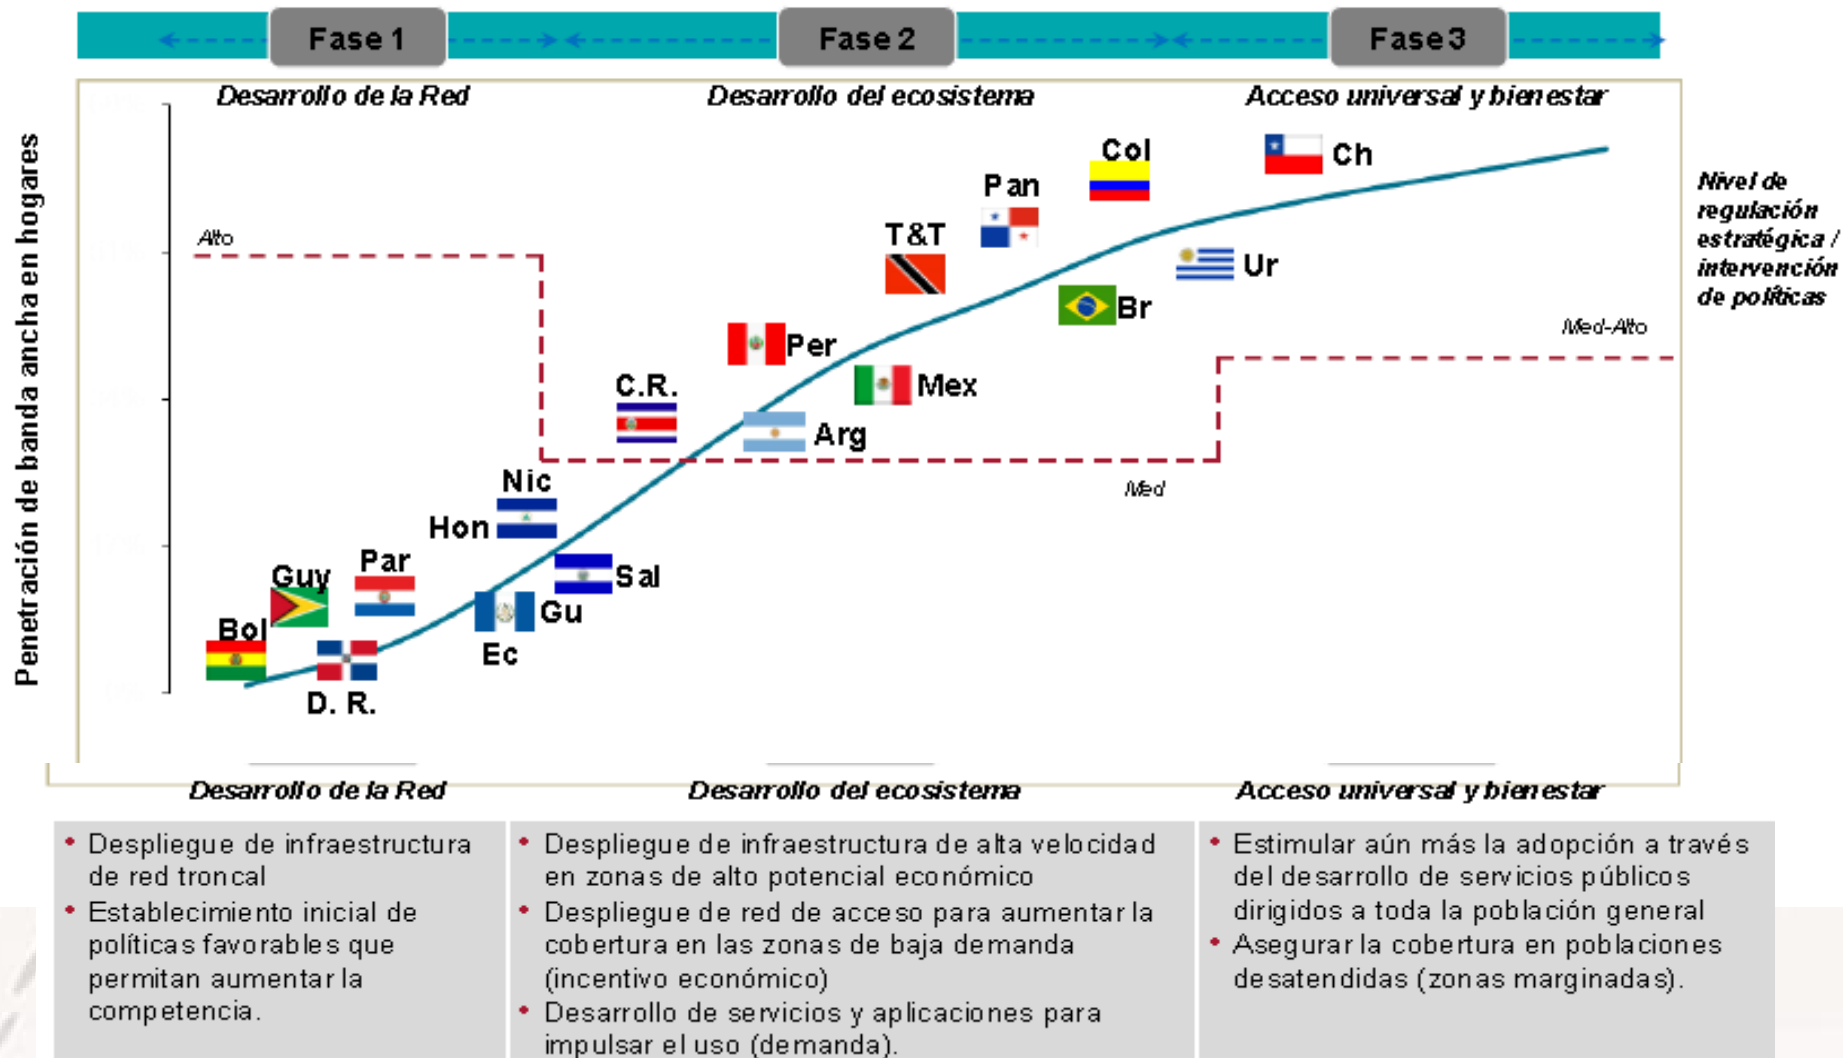 Fase 1
Fase 2
Fase 3
Desarrollo de la Red
Desarrollo del ecosistema
Acceso universal y bienestar
Penetración de banda ancha en hogares
Nivel de
regulación
estratégica /
intervención
de políticas
Alto
Med
Med-Alto
Col
Ch
Pan
T&T
Ur
Br
Per
C.R.
Mex
Arg
Nic
Hon
Par
Guy
Sal
Gu
Bol
Ec
D. R.
Desarrollo de la Red
Desarrollo del ecosistema
Acceso universal y bienestar
• Despliegue de infraestructura
de red troncal
• Establecimiento inicial de
políticas favorables que
permitan aumentar la
competencia.
• Despliegue de infraestructura de alta velocidad
en zonas de alto potencial económico
• Despliegue de red de acceso para aumentar la
cobertura en las zonas de baja demanda
(incentivo económico)
• Desarrollo de servicios y aplicaciones para
impulsar el uso (demanda).
• Estimular aún más la adopción a través
del desarrollo de servicios públicos
dirigidos a toda la población general
• Asegurar la cobertura en poblaciones
desatendidas (zonas marginadas).